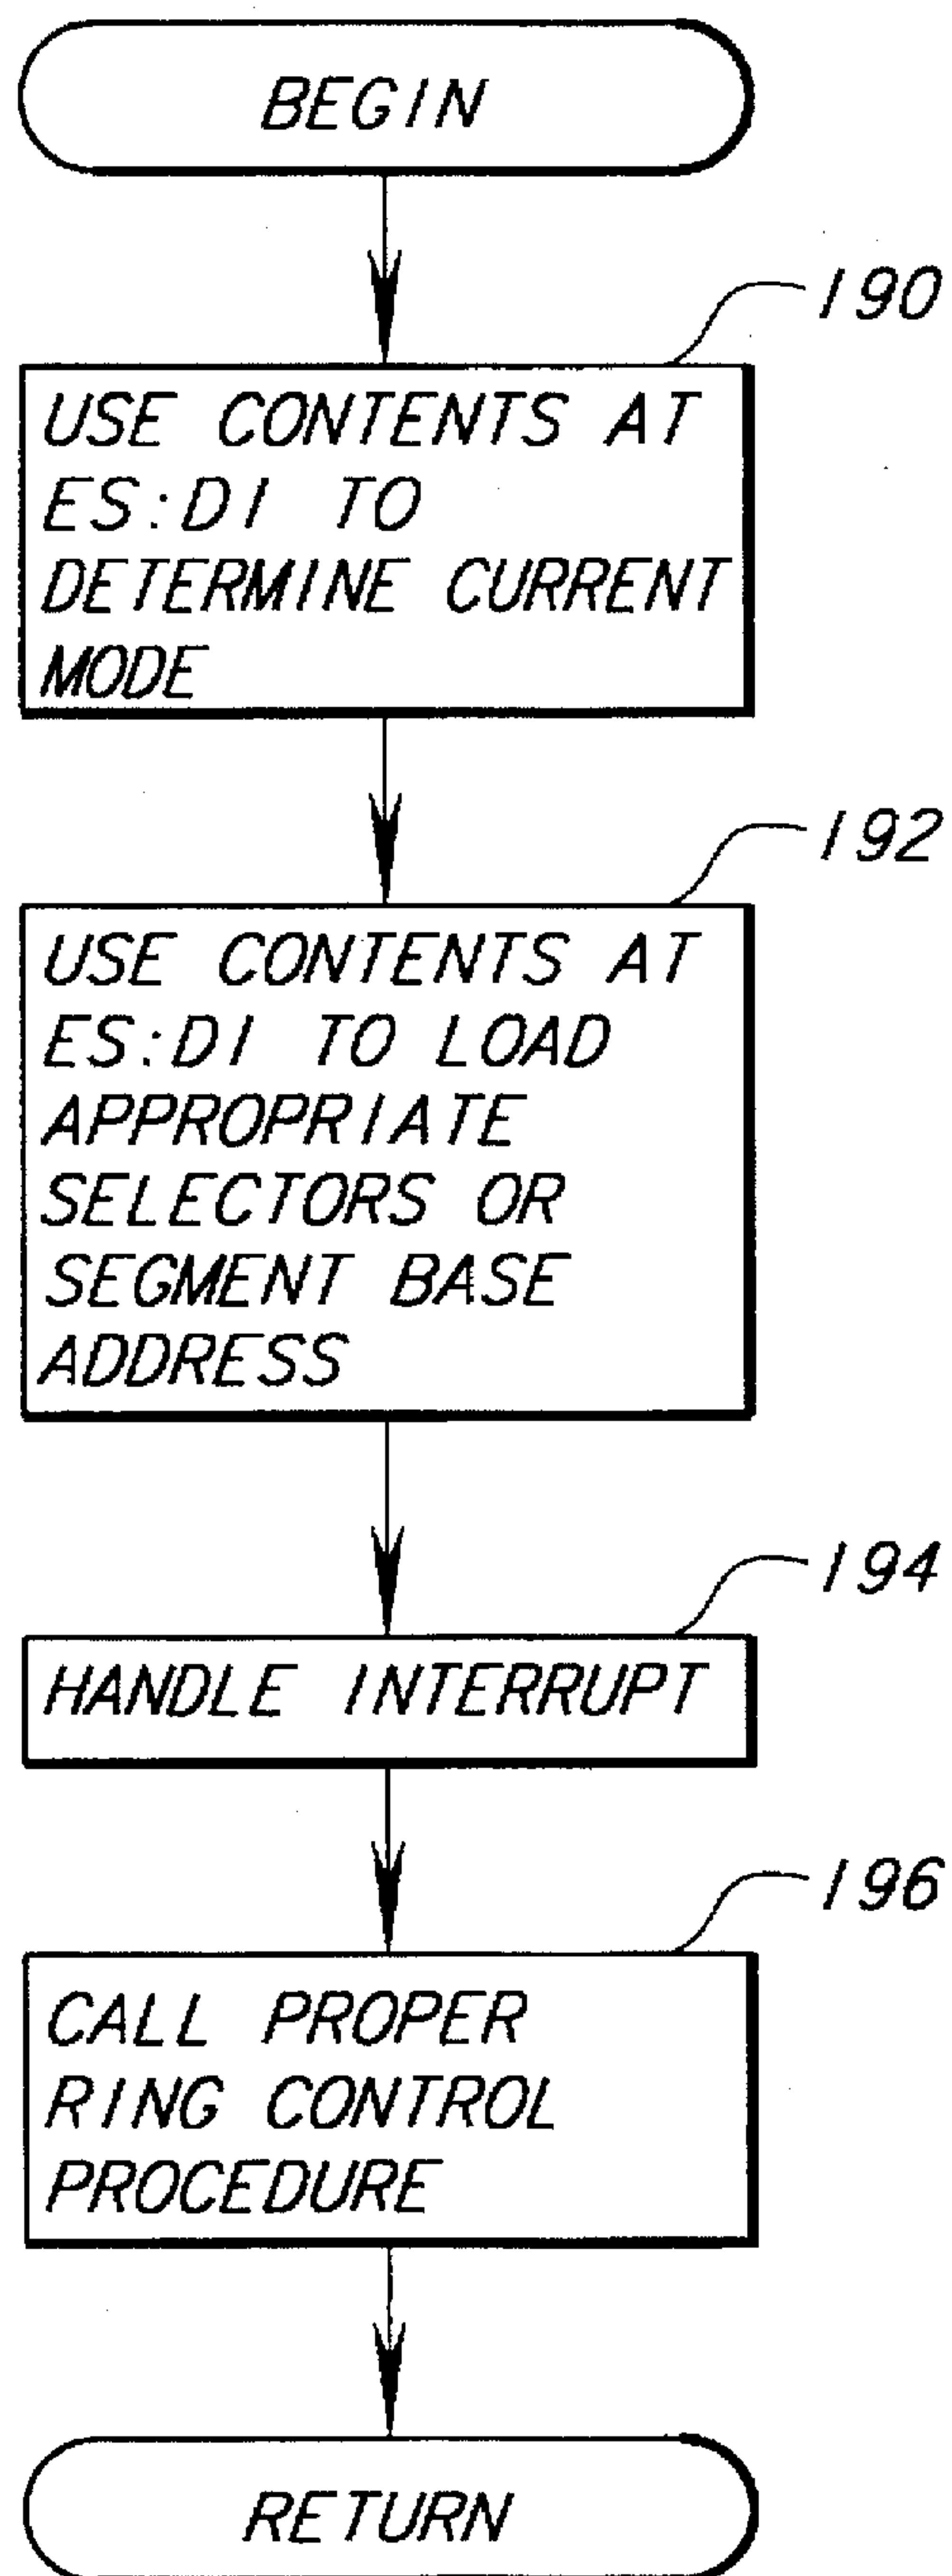 BEGIN
190
USE CONTENTS AT
ES:DI TO
DETERMINE CURRENT
MODE
192
USE CONTENTS AT
ES:DI TO LOAD
APPROPRIATE
SELECTORS OR
SEGMENT BASE
ADDRESS
194
HANDLE INTERRUPT
196
CALL PROPER
RING CONTROL
PROCEDURE
RETURN